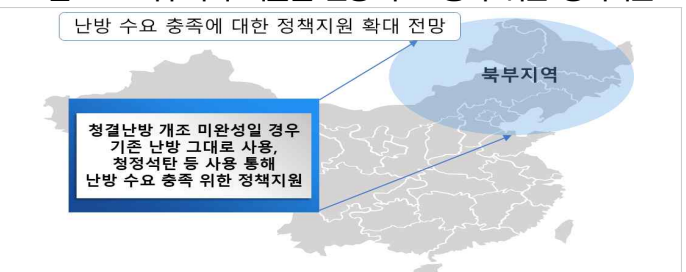 난방 수요 충족에 대한 정책지원 확대 전망
북부지역
청결난방 개조 미완성일 경우
기존 난방 그대로 사용,
청정석탄 등 사용 통해
난방 수요 충족 위한 정책지원